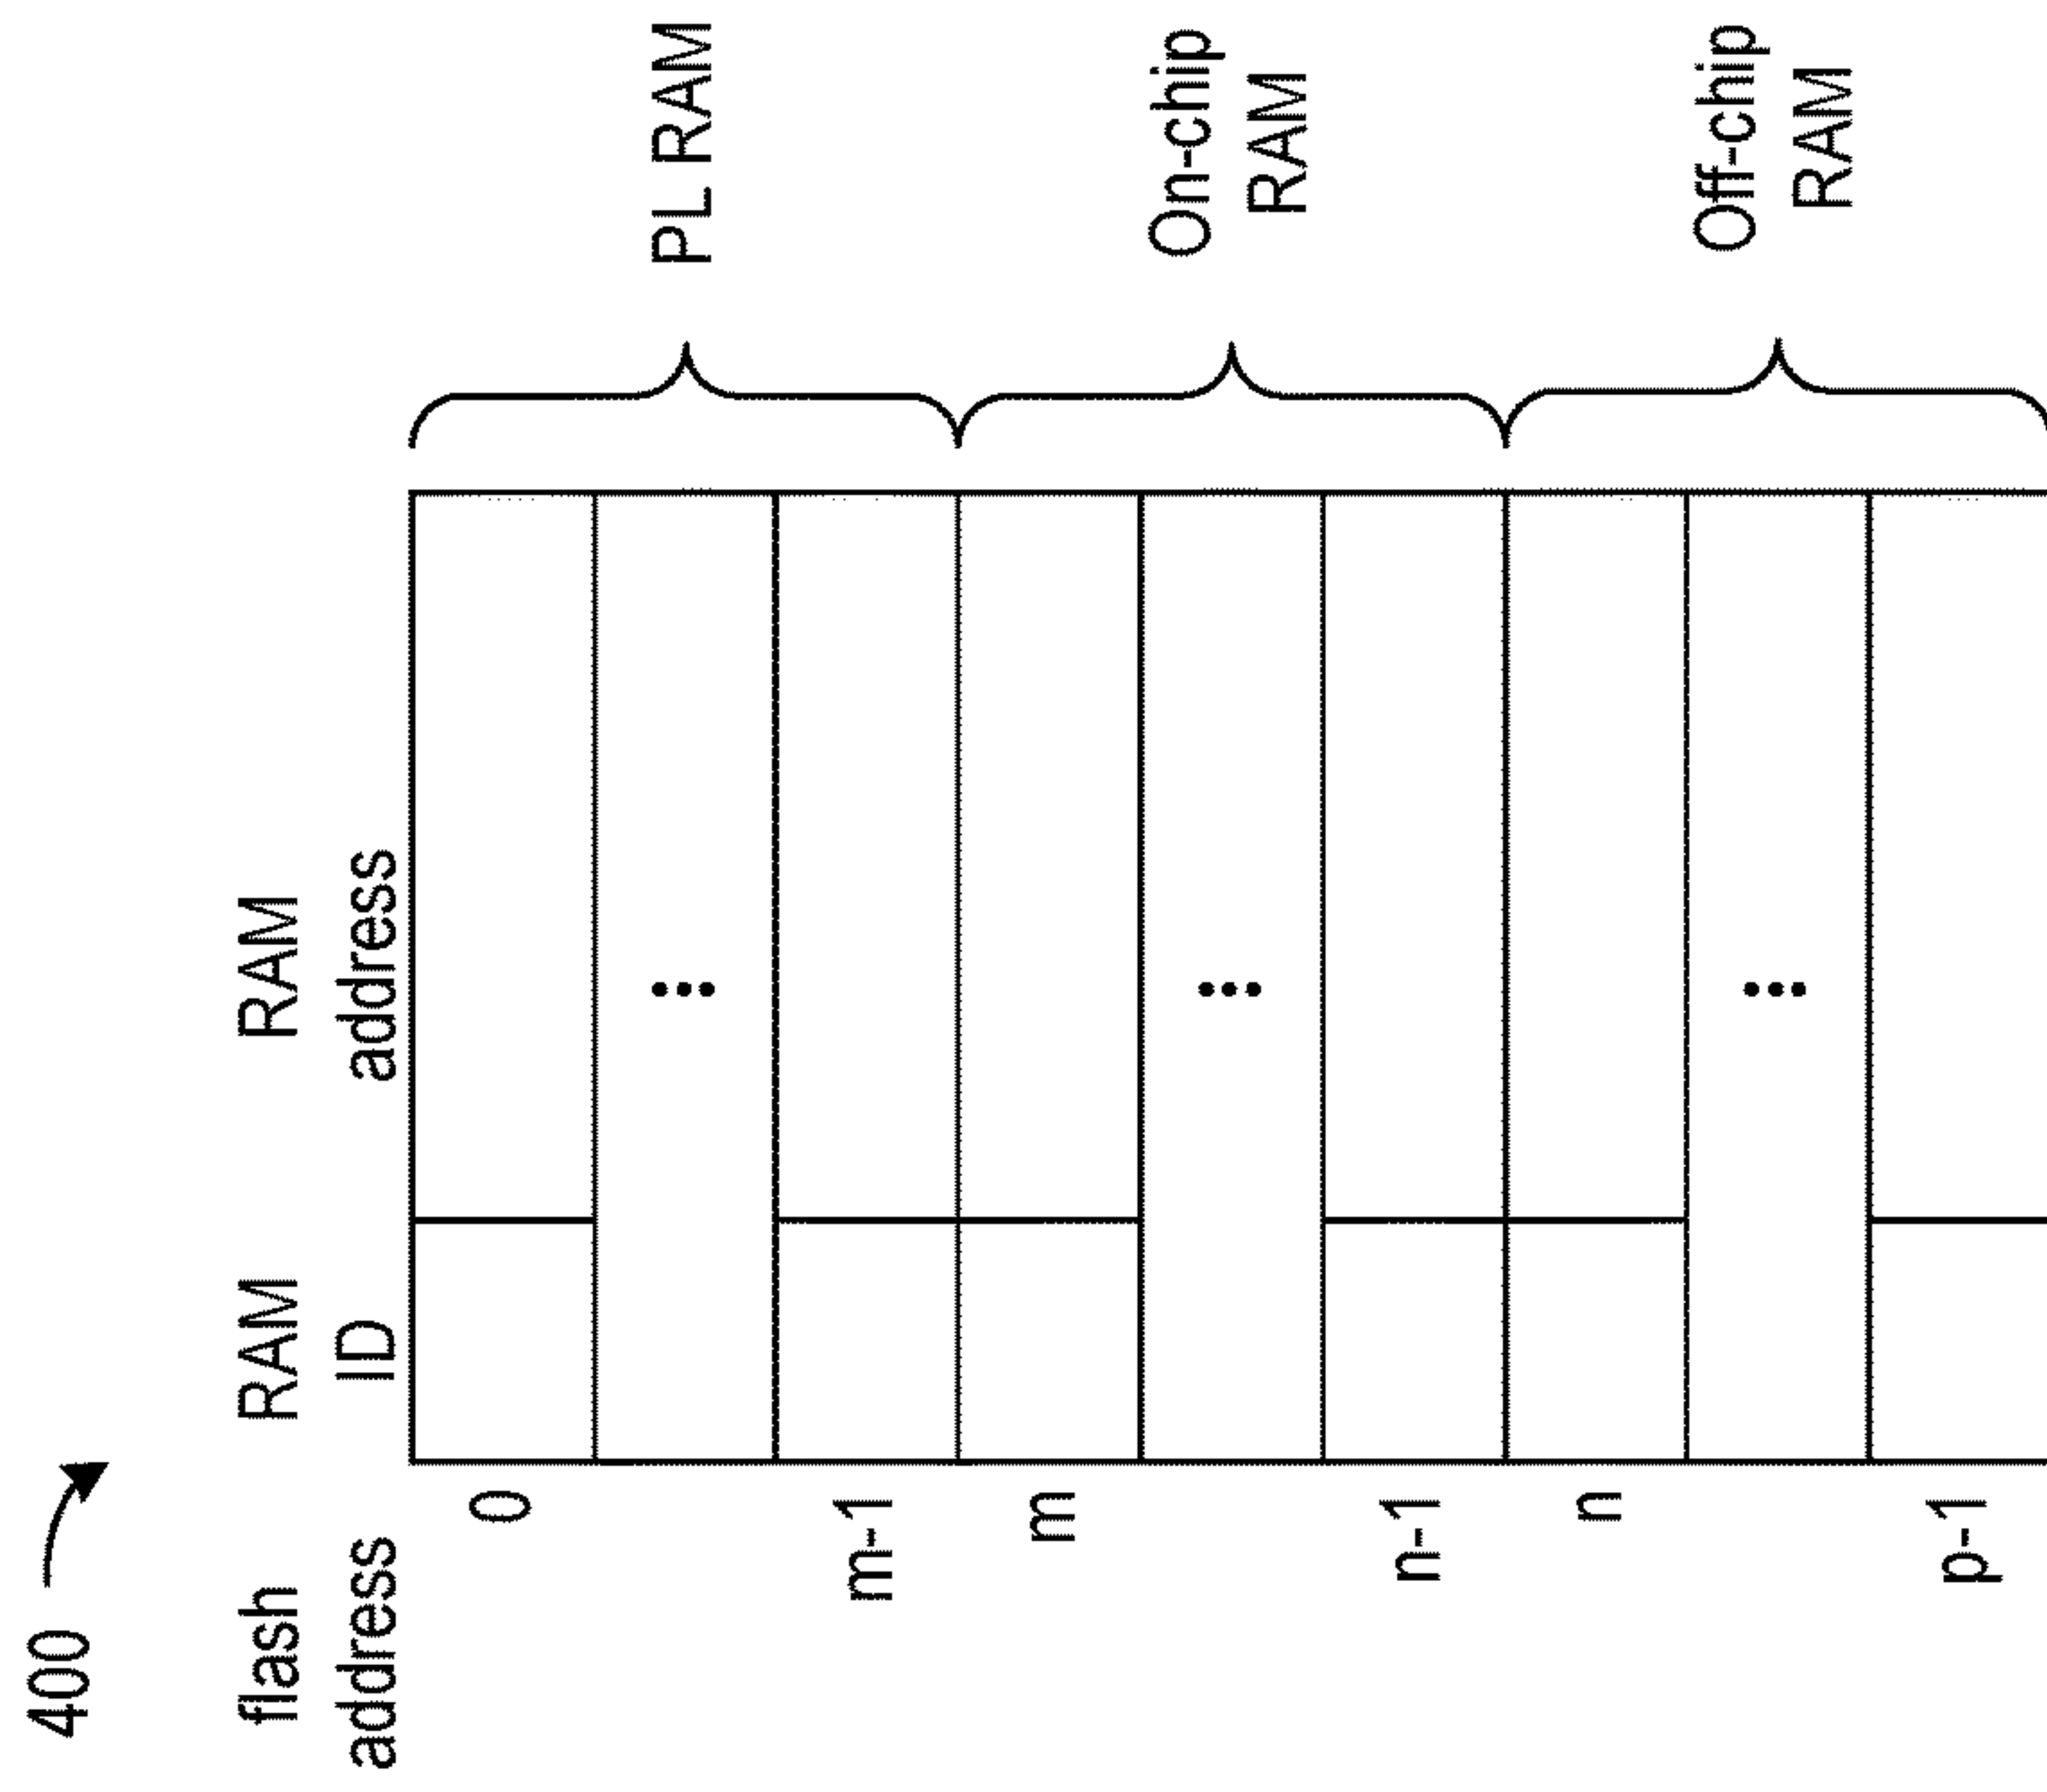 400
flash
address
RAM
ID
RAM
address
0
...
PL RAM
m-1
m
...
On-chip
RAM
n-1
n
...
Off-chip
RAM
p-1